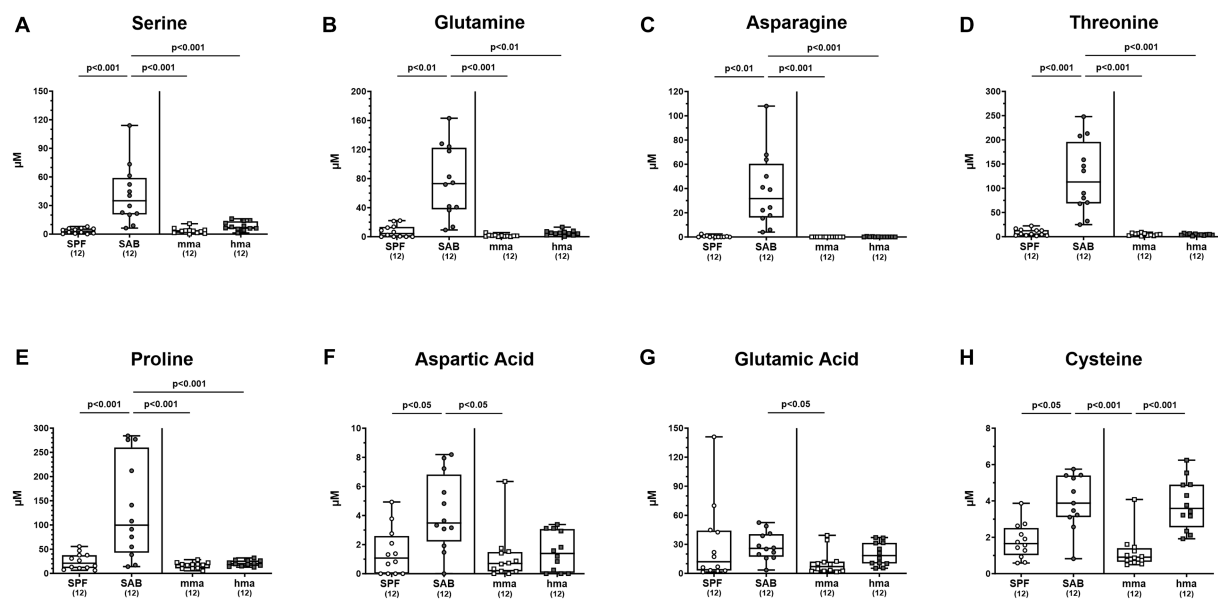 A Serine
p<0.001
p<0.001 p<0.001
150
120
90
60
30
0
µM
SPF SAB mma hma
(12) (12) (12) (12)
B Glutamine
p<0.01
p<0.01 p<0.001
200
160
120
80
40
0
µM
SPF SAB mma hma
(12) (12) (12) (12)
C Asparagine
p<0.001
p<0.01 p<0.001
120
100
80
60
40
20
0
µM
SPF SAB mma hma
(12) (12) (12) (12)
D Threonine
p<0.001
p<0.001 p<0.001
300
250
200
150
100
50
0
µM
SPF SAB mma hma
(12) (12) (12) (12)
E Proline
p<0.001
p<0.001 p<0.001
300
250
200
150
100
50
0
µM
SPF SAB mma hma
(12) (12) (12) (12)
F Aspartic Acid
p<0.05 p<0.05
10
8
6
4
2
0
µM
SPF SAB mma hma
(12) (12) (12) (12)
G Glutamic Acid
p<0.05
150
120
90
60
30
0
µM
SPF SAB mma hma
(12) (12) (12) (12)
H Cysteine
p<0.05 p<0.001 p<0.001
8
6
4
2
0
µM
SPF SAB mma hma
(12) (12) (12) (12)